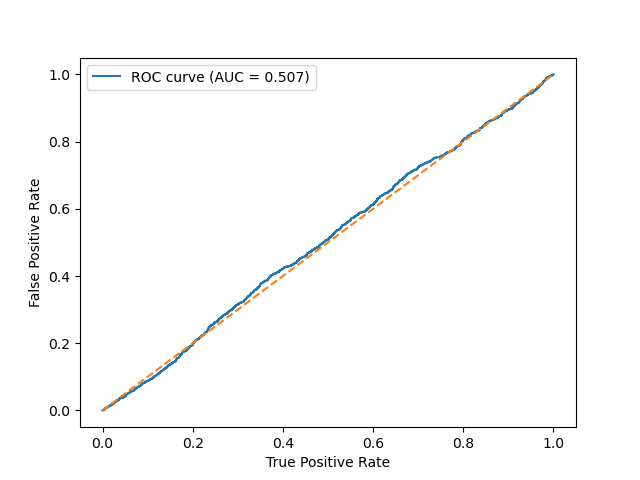 ROC curve (AUC = 0.507)
1.0
0.8
0.6
0.4
0.2
0.0
False Positive Rate
0.0 0.2 0.4 0.6 0.8 1.0
True Positive Rate